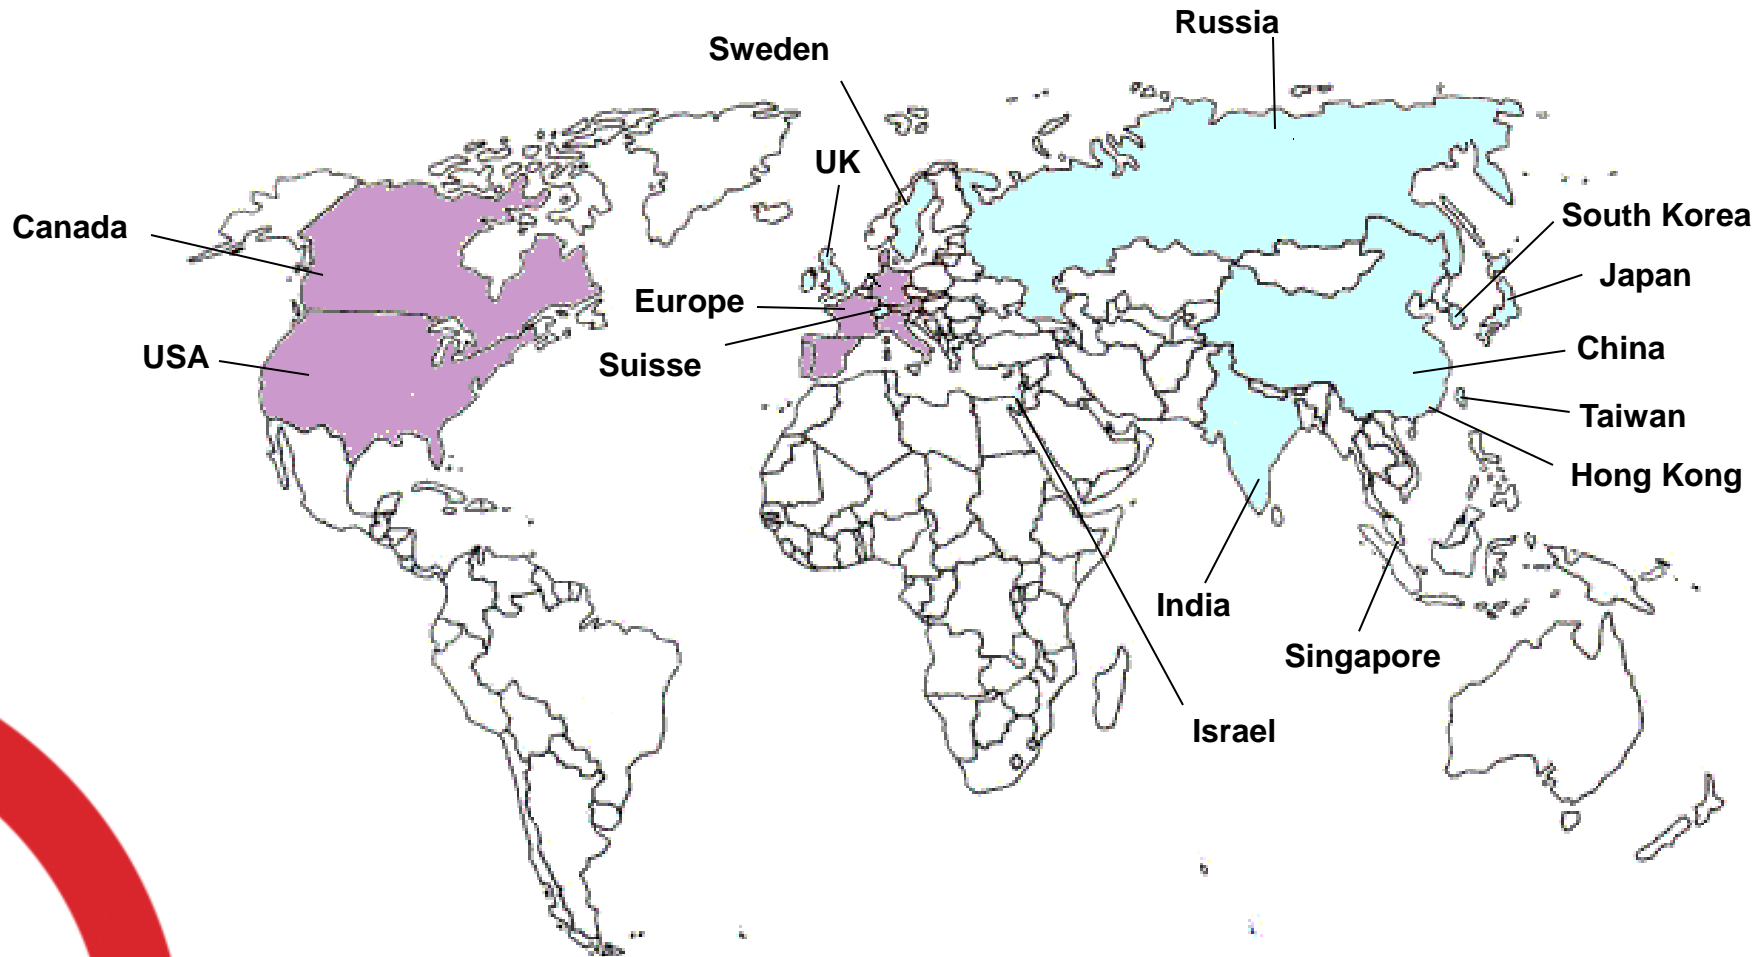 Russia
Sweden
UK
Canada
South Korea
Japan
Europe
USA
Suisse
China
Taiwan
Hong Kong
India
Singapore
Israel